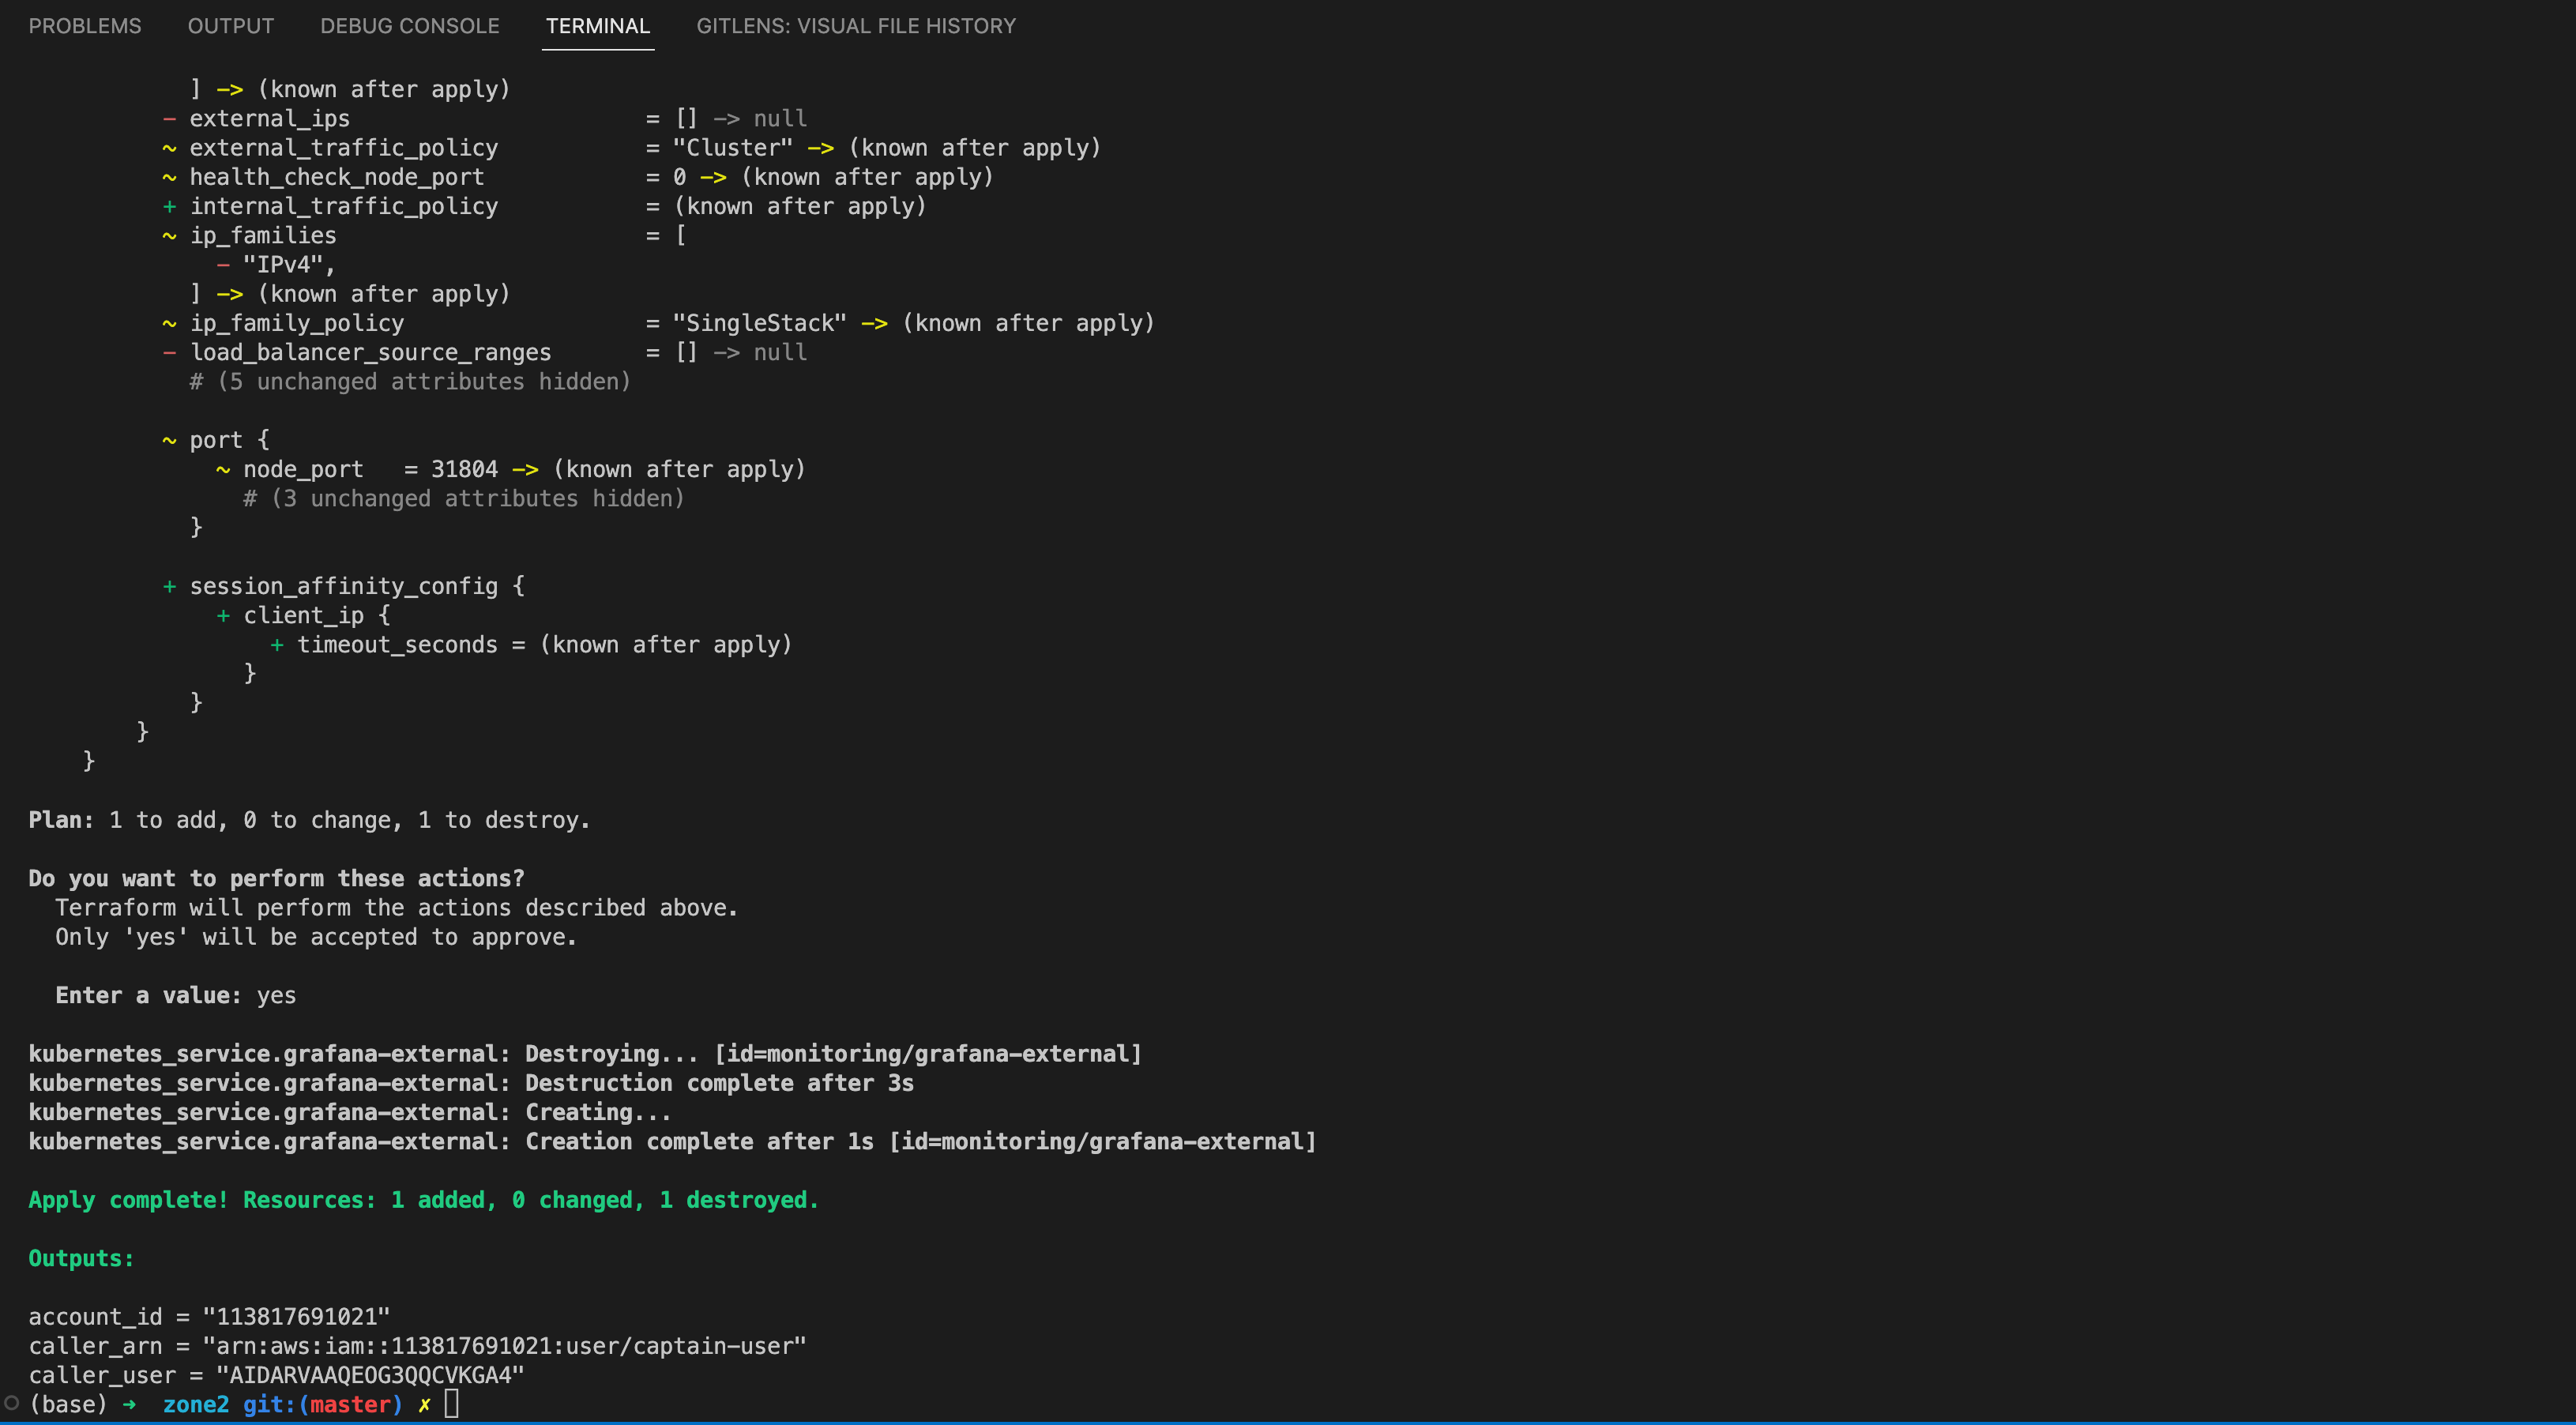 PROBLEMS OUTPUT DEBUG CONSOLE TERMINAL GITLENS: VISUAL FILE HISTORY
] -> (known after apply)
- external_ips = [] -> null
~ external_traffic_policy = "Cluster" -> (known after apply)
~ health_check_node_port = 0 -> (known after apply)
+ internal_traffic_policy = (known after apply)
~ ip_families = [
- "IPv4",
] -> (known after apply)
~ ip_family_policy = "SingleStack" -> (known after apply)
- load_balancer_source_ranges = [] -> null
# (5 unchanged attributes hidden)
~ port {
~ node_port = 31804 -> (known after apply)
# (3 unchanged attributes hidden)
}
+ session_affinity_config {
+ client_ip {
+ timeout_seconds = (known after apply)
}
}
}
}
Plan: 1 to add, 0 to change, 1 to destroy.
Do you want to perform these actions?
Terraform will perform the actions described above.
Only 'yes' will be accepted to approve.
Enter a value: yes
kubernetes_service.grafana-external: Destroying... [id=monitoring/grafana-external]
kubernetes_service.grafana-external: Destruction complete after 3s
kubernetes_service.grafana-external: Creating...
kubernetes_service.grafana-external: Creation complete after 1s [id=monitoring/grafana-external]
Apply complete! Resources: 1 added, 0 changed, 1 destroyed.
Outputs:
account_id = "113817691021"
caller_arn = "arn:aws:iam::113817691021:user/captain-user"
caller_user = "AIDARVAAQEOG3QQCVKGA4"
(base) ➜ zone2 git:(master) ✗